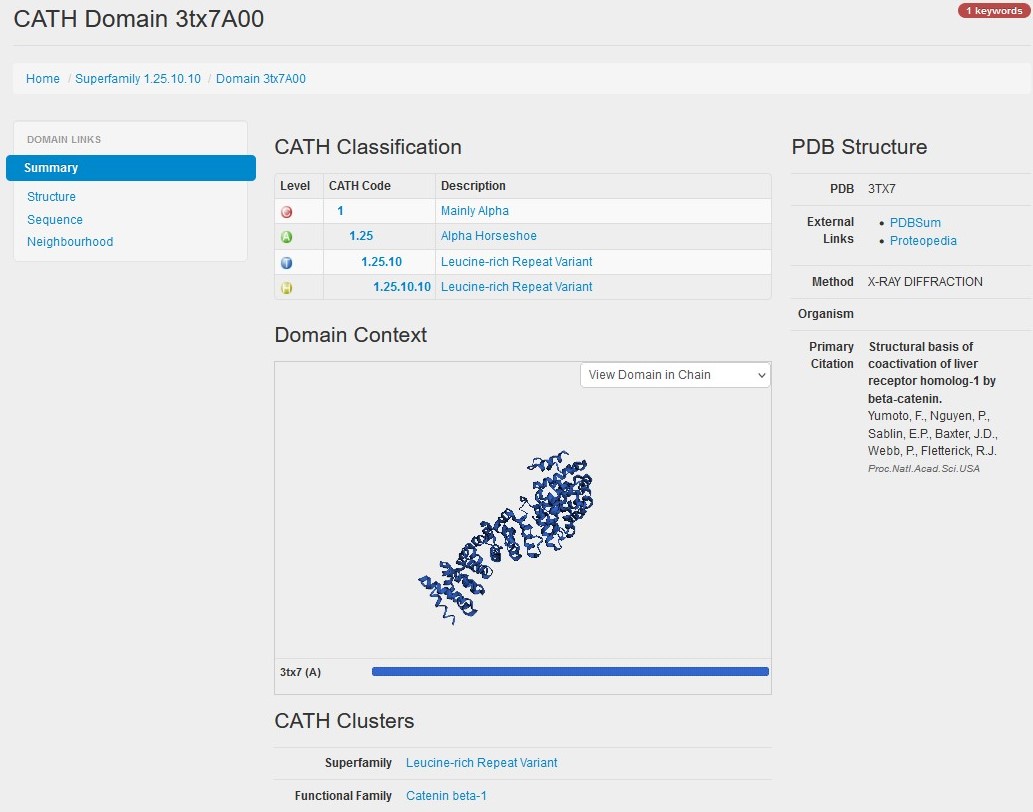 CATH Domain 3tx7A00
1 keywords
Home / Superfamily 1.25.10.10 / Domain 3tx7A00
DOMAIN LINKS
Summary
Structure
Sequence
Neighbourhood
CATH Classification
Level CATH Code Description
C 1 Mainly Alpha
A 1.25 Alpha Horseshoe
T 1.25.10 Leucine-rich Repeat Variant
H 1.25.10.10 Leucine-rich Repeat Variant
Domain Context
View Domain in Chain
3tx7 (A)
CATH Clusters
Superfamily Leucine-rich Repeat Variant
Functional Family Catenin beta-1
PDB Structure
PDB 3TX7
External Links
• PDBSum
• Proteopedia
Method X-RAY DIFFRACTION
Organism
Primary Citation
Structural basis of
coactivation of liver
receptor homolog-1 by
beta-catenin.
Yumoto, F., Nguyen, P.,
Sablin, E.P., Baxter, J.D.,
Webb, P., Fletterick, R.J.
Proc.Natl.Acad.Sci.USA